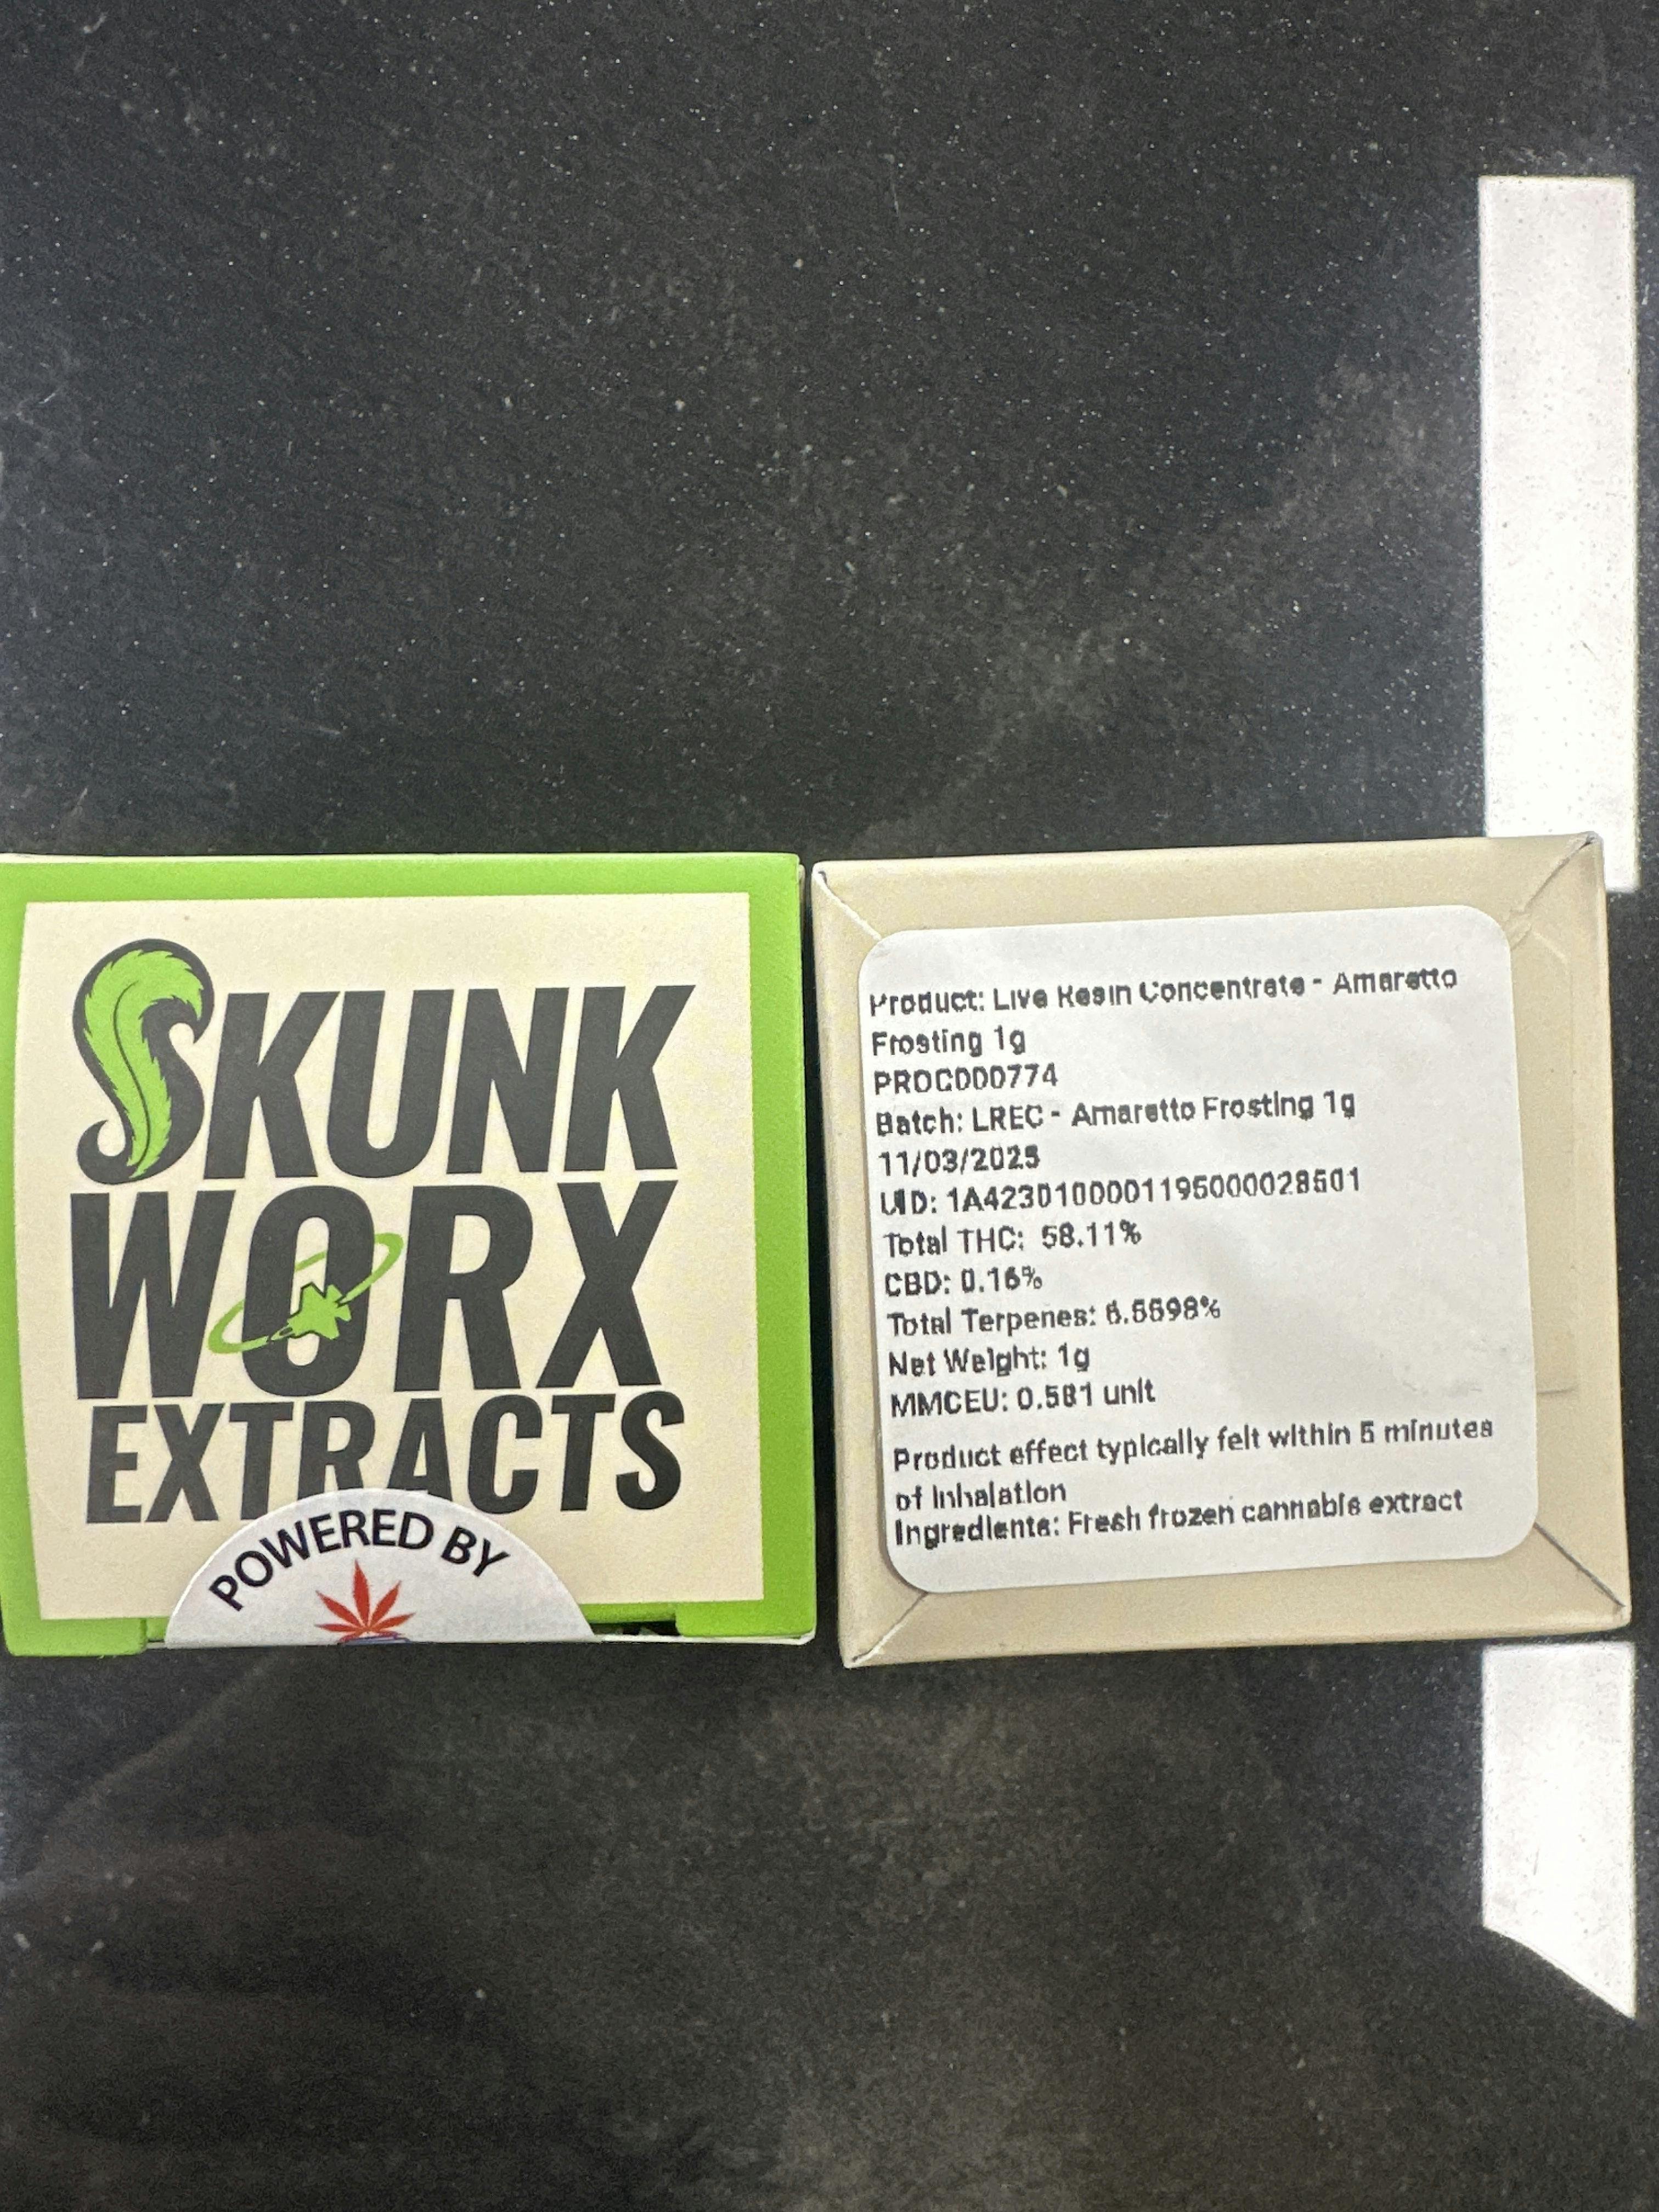 SKUNK
WORX
EXTRACTS
POWERED BY
Product: Live Resin Concentrate - Amaretto
Frosting 1g
PROC000774
Batch: LREC - Amaretto Frosting 1g
11/03/2025
UID: 1A4230100001195000028501
Total THC: 58.11%
CBD: 0.16%
Total Terpenes:
Net Weight: 1g
MMCEU: 0.581 unit
Product effect typically felt within 5 minutes
of Inhalation
Ingredients: Fresh frozen cannabis extract